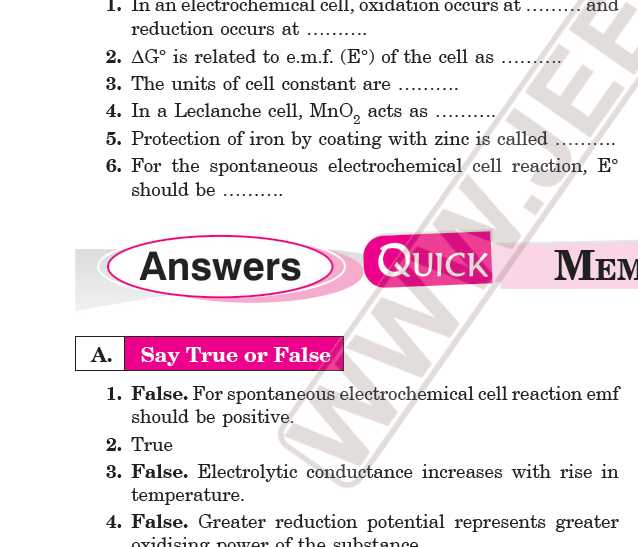 1. In an electrochemical cell, oxidation occurs at ......... and
reduction occurs at ..........
2. ΔG° is related to e.m.f. (E°) of the cell as ..........
3. The units of cell constant are ..........
4. In a Leclanche cell, MnO₂ acts as ..........
5. Protection of iron by coating with zinc is called ..........
6. For the spontaneous electrochemical cell reaction, E°
should be ..........
Answers QUICK MEM
A. Say True or False
1. False. For spontaneous electrochemical cell reaction emf
should be positive.
2. True
3. False. Electrolytic conductance increases with rise in
temperature.
4. False. Greater reduction potential represents greater
oxidising power of the substance.
WWW.JEE